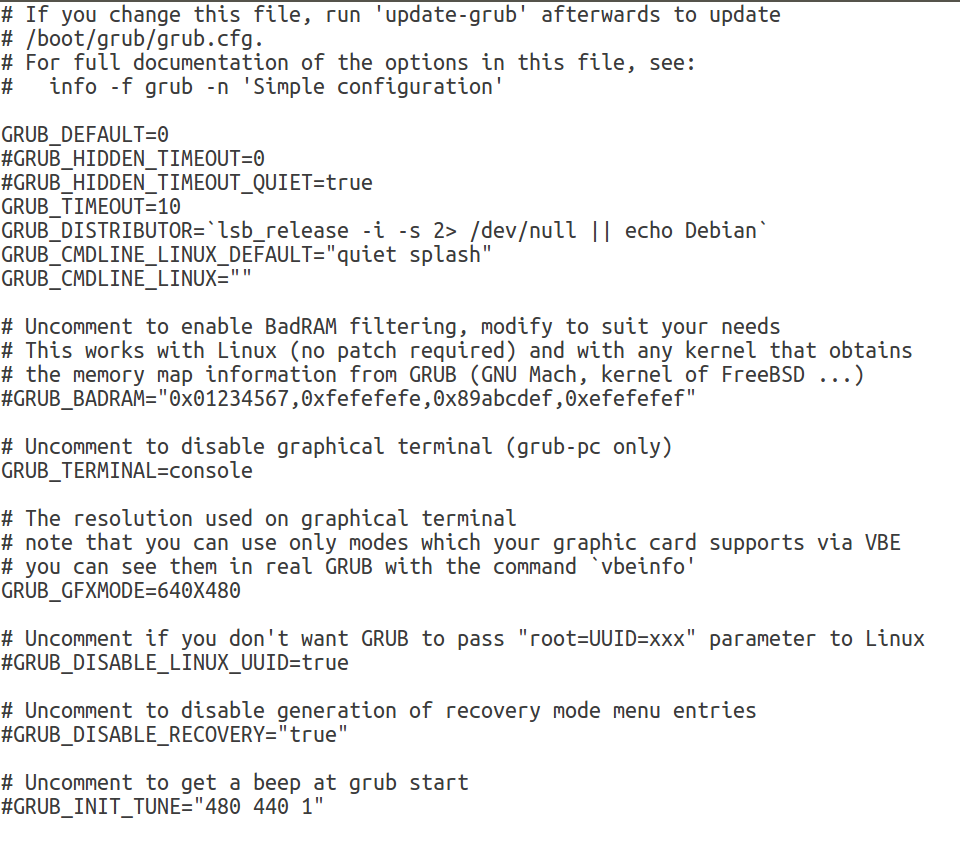 # If you change this file, run 'update-grub' afterwards to update
# /boot/grub/grub.cfg.
# For full documentation of the options in this file, see:
#   info -f grub -n 'Simple configuration'

GRUB_DEFAULT=0
#GRUB_HIDDEN_TIMEOUT=0
#GRUB_HIDDEN_TIMEOUT_QUIET=true
GRUB_TIMEOUT=10
GRUB_DISTRIBUTOR=`lsb_release -i -s 2> /dev/null || echo Debian`
GRUB_CMDLINE_LINUX_DEFAULT="quiet splash"
GRUB_CMDLINE_LINUX=""

# Uncomment to enable BadRAM filtering, modify to suit your needs
# This works with Linux (no patch required) and with any kernel that obtains
# the memory map information from GRUB (GNU Mach, kernel of FreeBSD ...)
#GRUB_BADRAM="0x01234567,0xfefefefe,0x89abcdef,0xefefefef"

# Uncomment to disable graphical terminal (grub-pc only)
GRUB_TERMINAL=console

# The resolution used on graphical terminal
# note that you can use only modes which your graphic card supports via VBE
# you can see them in real GRUB with the command `vbeinfo'
GRUB_GFXMODE=640X480

# Uncomment if you don't want GRUB to pass "root=UUID=xxx" parameter to Linux
#GRUB_DISABLE_LINUX_UUID=true

# Uncomment to disable generation of recovery mode menu entries
#GRUB_DISABLE_RECOVERY="true"

# Uncomment to get a beep at grub start
#GRUB_INIT_TUNE="480 440 1"